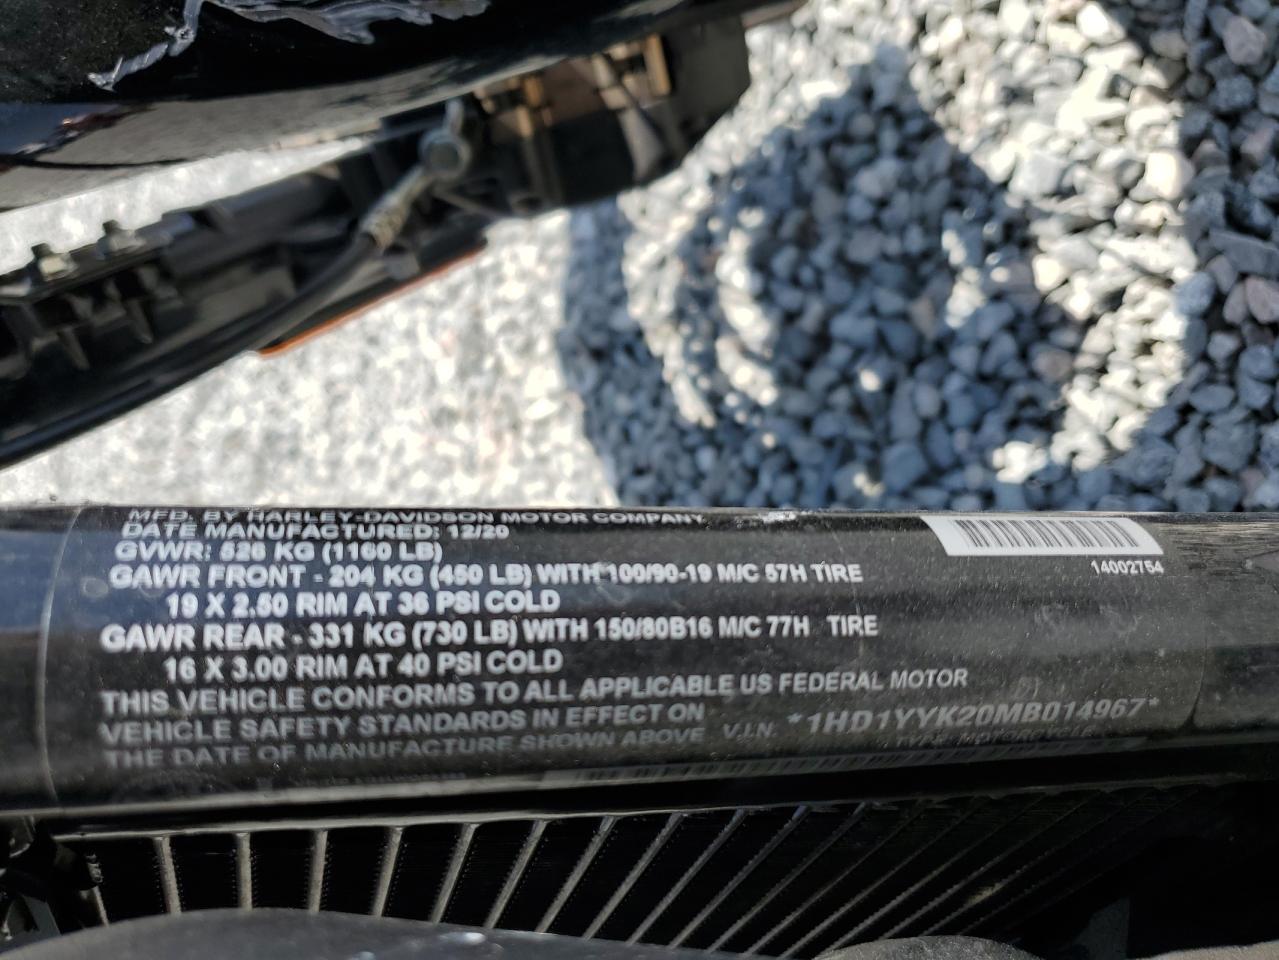 MFD. BY HARLEY-DAVIDSON MOTOR COMPANY
DATE MANUFACTURED: 12/20
GVWR: 526 KG (1160 LB)
GAWR FRONT - 204 KG (450 LB) WITH 100/90-19 M/C 57H TIRE
19 X 2.50 RIM AT 36 PSI COLD
GAWR REAR - 331 KG (730 LB) WITH 150/80B16 M/C 77H TIRE
16 X 3.00 RIM AT 40 PSI COLD
THIS VEHICLE CONFORMS TO ALL APPLICABLE US FEDERAL MOTOR
VEHICLE SAFETY STANDARDS IN EFFECT ON
THE DATE OF MANUFACTURE SHOWN ABOVE V.I.N. *1HD1YYK20MB014967*
TYPE: MOTORCYCLE
14002754